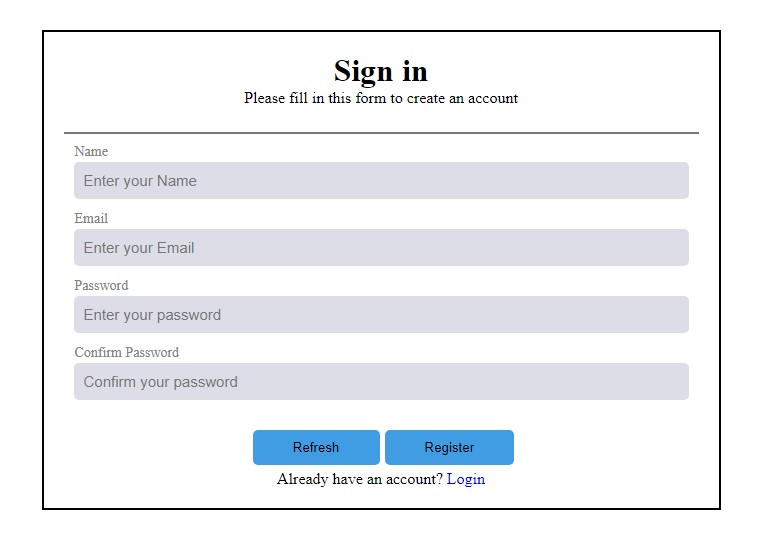 Sign in
Please fill in this form to create an account
Name
Enter your Name
Email
Enter your Email
Password
Enter your password
Confirm Password
Confirm your password
Refresh Register
Already have an account? Login